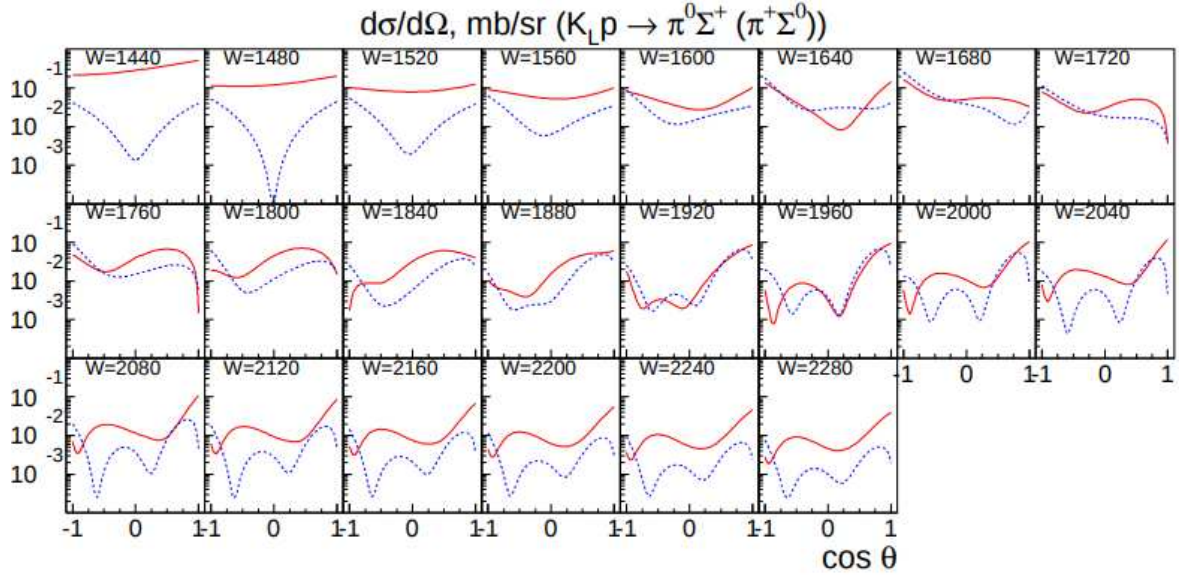 dσ/dΩ, mb/sr (K_L p → π⁰Σ⁺ (π⁺Σ⁰))
W=1440 W=1480 W=1520 W=1560 W=1600 W=1640 W=1680 W=1720
10 -1
10 -2
10 -3
W=1760 W=1800 W=1840 W=1880 W=1920 W=1960 W=2000 W=2040
10 -1
10 -2
10 -3
-1 0 1 -1 0 1
W=2080 W=2120 W=2160 W=2200 W=2240 W=2280
10 -1
10 -2
10 -3
-1 0 1 -1 0 1 -1 0 1 -1 0 1 -1 0 1 -1 0 1
cos θ